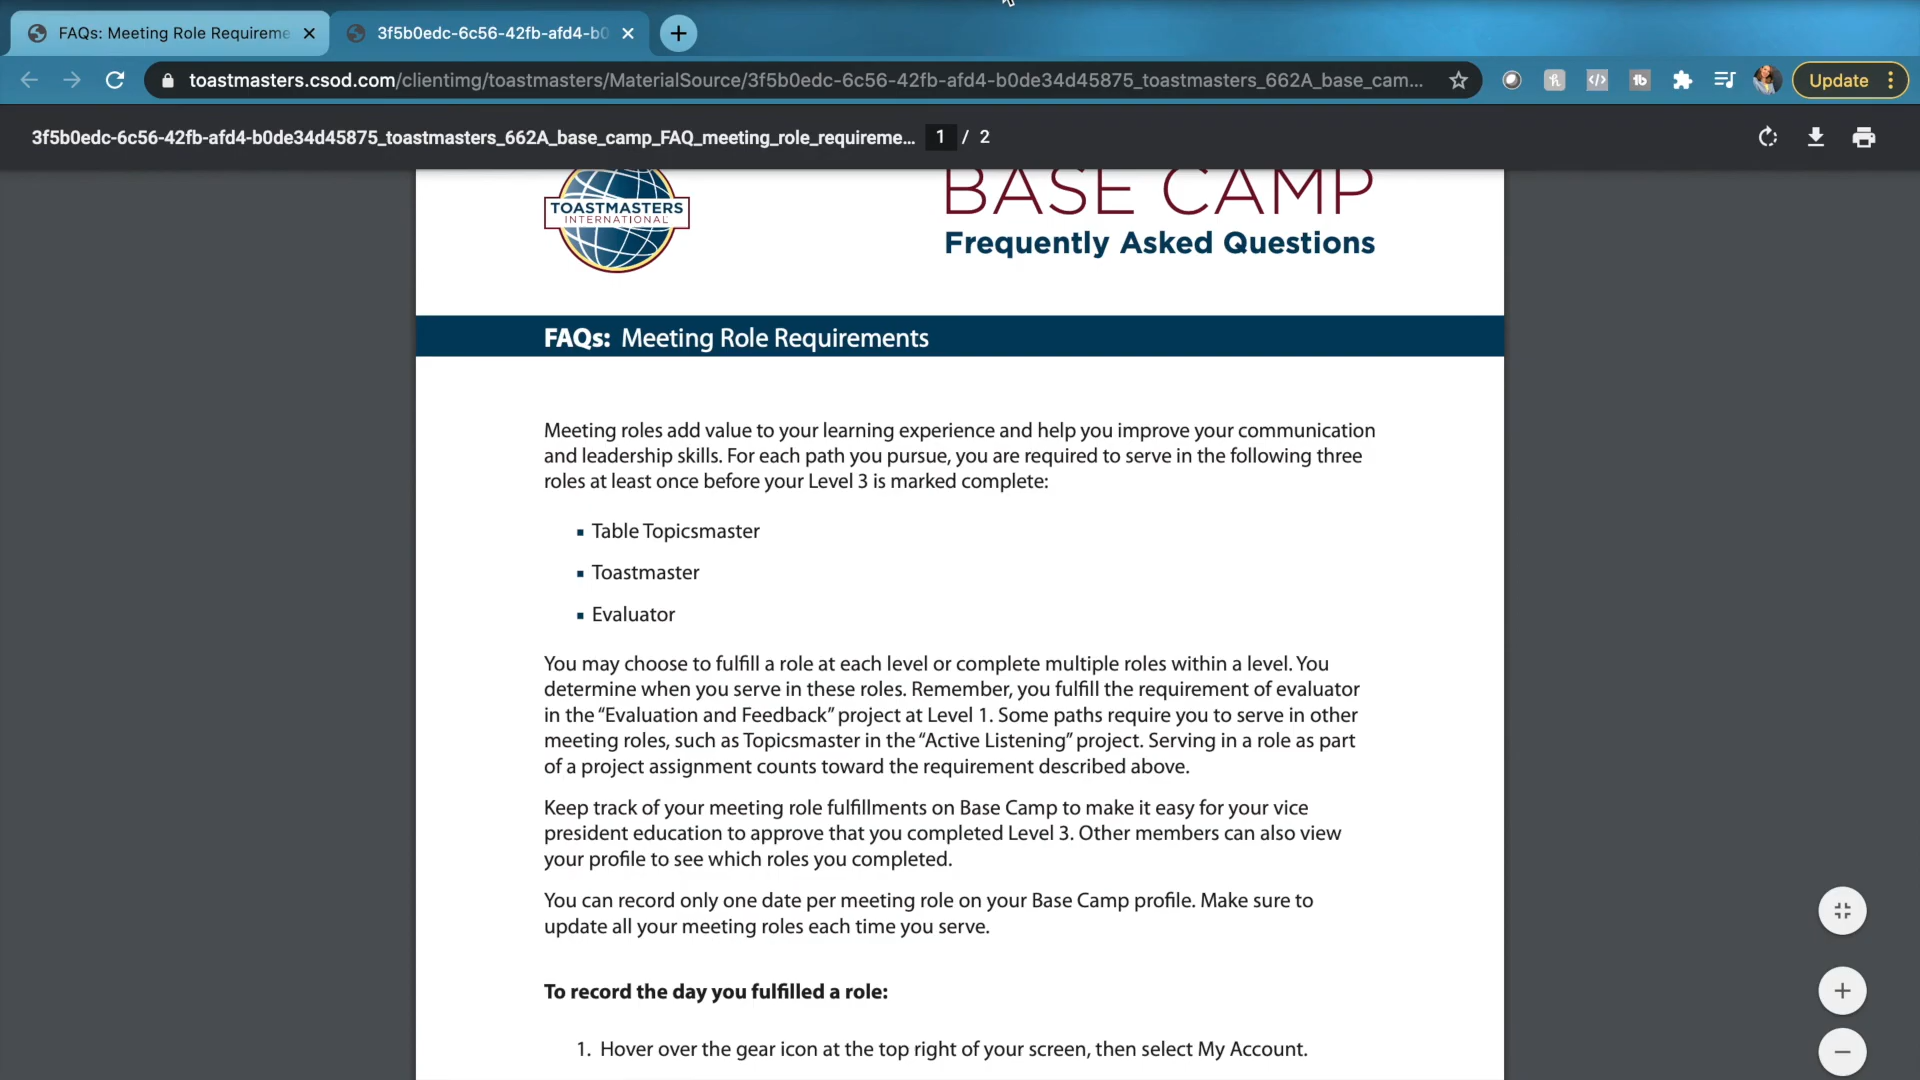 FAQs: Meeting Role Requireme
3f5b0edc-6c56-42fb-afd4-b0
toastmasters.csod.com/clientimg/toastmasters/MaterialSource/3f5b0edc-6c56-42fb-afd4-b0de34d45875_toastmasters_662A_base_cam...
Update
3f5b0edc-6c56-42fb-afd4-b0de34d45875_toastmasters_662A_base_camp_FAQ_meeting_role_requireme... 1 / 2
TOASTMASTERS
INTERNATIONAL
BASE CAMP
Frequently Asked Questions
FAQs: Meeting Role Requirements
Meeting roles add value to your learning experience and help you improve your communication
and leadership skills. For each path you pursue, you are required to serve in the following three
roles at least once before your Level 3 is marked complete:
▪ Table Topicsmaster
▪ Toastmaster
▪ Evaluator
You may choose to fulfill a role at each level or complete multiple roles within a level. You
determine when you serve in these roles. Remember, you fulfill the requirement of evaluator
in the “Evaluation and Feedback” project at Level 1. Some paths require you to serve in other
meeting roles, such as Topicsmaster in the “Active Listening” project. Serving in a role as part
of a project assignment counts toward the requirement described above.
Keep track of your meeting role fulfillments on Base Camp to make it easy for your vice
president education to approve that you completed Level 3. Other members can also view
your profile to see which roles you completed.
You can record only one date per meeting role on your Base Camp profile. Make sure to
update all your meeting roles each time you serve.
To record the day you fulfilled a role:
1. Hover over the gear icon at the top right of your screen, then select My Account.